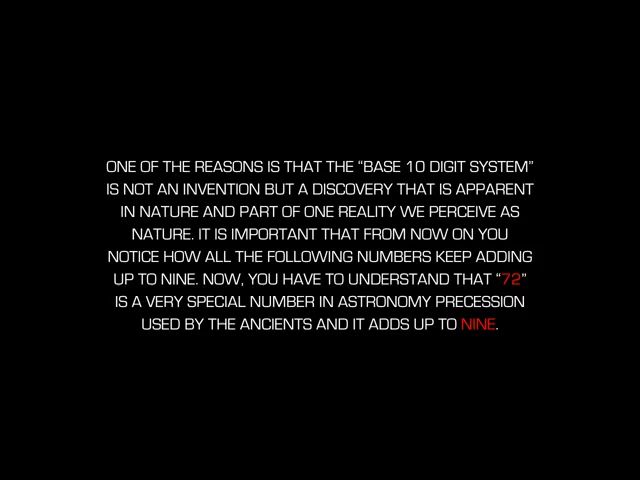 ONE OF THE REASONS IS THAT THE “BASE 10 DIGIT SYSTEM”
IS NOT AN INVENTION BUT A DISCOVERY THAT IS APPARENT
IN NATURE AND PART OF ONE REALITY WE PERCEIVE AS
NATURE. IT IS IMPORTANT THAT FROM NOW ON YOU
NOTICE HOW ALL THE FOLLOWING NUMBERS KEEP ADDING
UP TO NINE. NOW, YOU HAVE TO UNDERSTAND THAT “72”
IS A VERY SPECIAL NUMBER IN ASTRONOMY PRECESSION
USED BY THE ANCIENTS AND IT ADDS UP TO NINE.